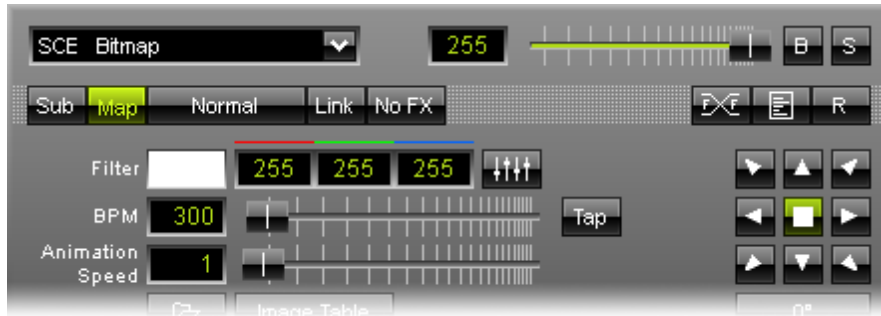 SCE Bitmap 255 B S
Sub Map Normal Link No FX R
Filter 255 255 255
BPM 300 Tap
Animation
Speed 1
Image Table 0°